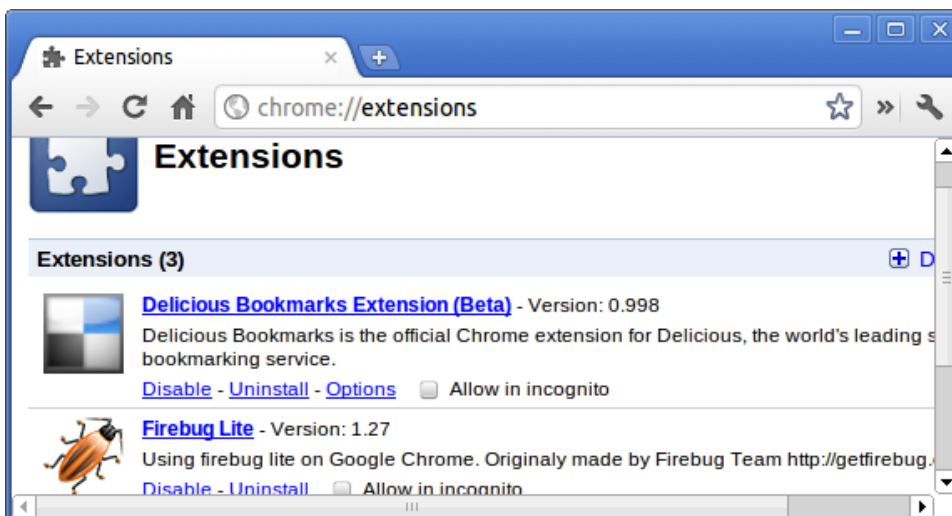 Extensions
chrome://extensions
Extensions
Extensions (3)
D
Delicious Bookmarks Extension (Beta) - Version: 0.998
Delicious Bookmarks is the official Chrome extension for Delicious, the world's leading s
bookmarking service.
Disable - Uninstall - Options Allow in incognito
Firebug Lite - Version: 1.27
Using firebug lite on Google Chrome. Originaly made by Firebug Team http://getfirebug.
Disable - Uninstall Allow in incognito